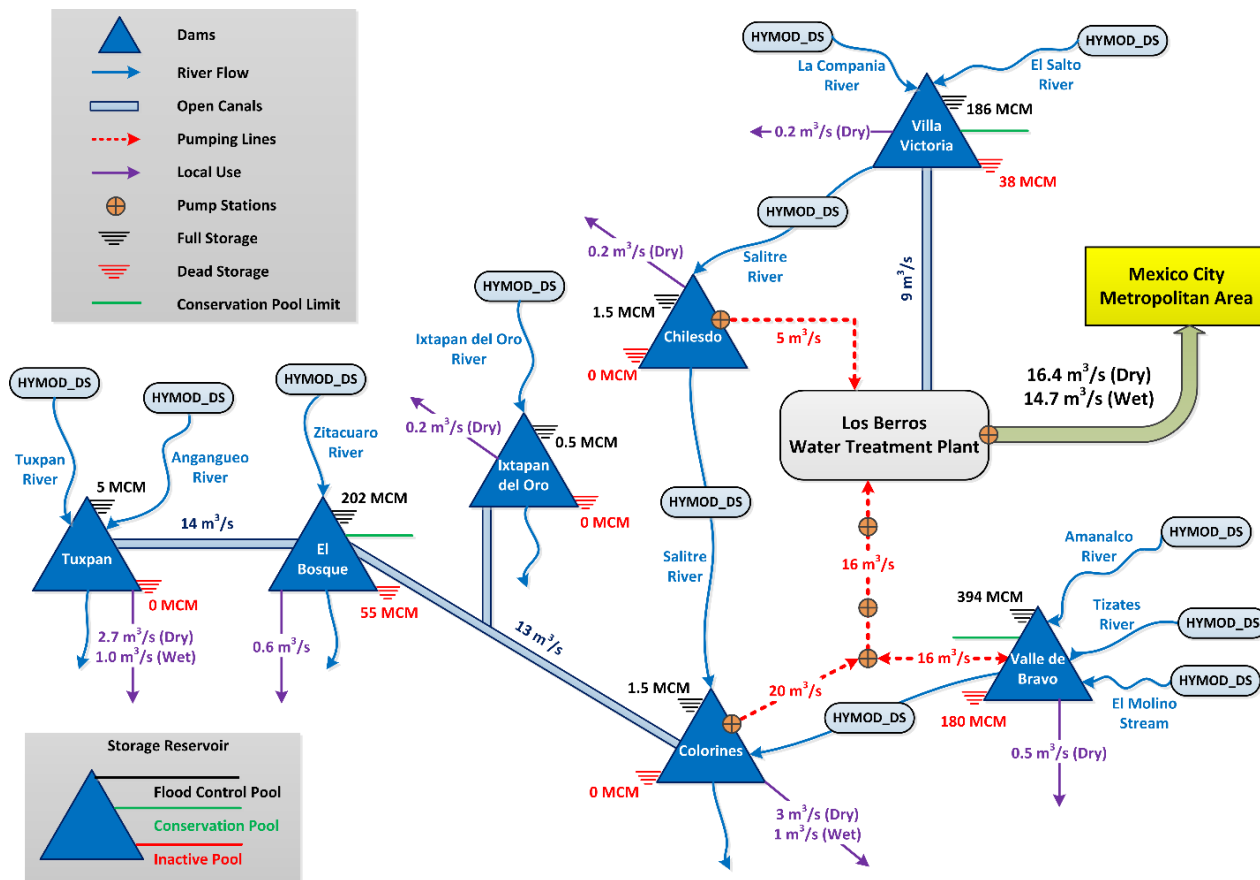 Dams
River Flow
Open Canals
Pumping Lines
Local Use
Pump Stations
Full Storage
Dead Storage
Conservation Pool Limit
HYMOD_DS
HYMOD_DS
La Compania
River
El Salto
River
186 MCM
Villa
Victoria
0.2 m³/s (Dry)
38 MCM
HYMOD_DS
Salitre
River
0.2 m³/s (Dry)
1.5 MCM
Chilesdo
0 MCM
5 m³/s
9 m³/s
Mexico City
Metropolitan Area
16.4 m³/s (Dry)
14.7 m³/s (Wet)
Los Berros
Water Treatment Plant
HYMOD_DS
Ixtapan del Oro
River
0.2 m³/s (Dry)
0.5 MCM
Ixtapan
del Oro
0 MCM
HYMOD_DS
HYMOD_DS
HYMOD_DS
Tuxpan
River
Angangueo
River
Zitacuaro
River
5 MCM
Tuxpan
0 MCM
2.7 m³/s (Dry)
1.0 m³/s (Wet)
14 m³/s
202 MCM
El
Bosque
55 MCM
0.6 m³/s
13 m³/s
HYMOD_DS
Salitre
River
1.5 MCM
Colorines
0 MCM
3 m³/s (Dry)
1 m³/s (Wet)
20 m³/s
16 m³/s
16 m³/s
HYMOD_DS
Amanalco
River
HYMOD_DS
Tizates
River
HYMOD_DS
El Molino
Stream
HYMOD_DS
394 MCM
Valle de
Bravo
180 MCM
0.5 m³/s (Dry)
Storage Reservoir
Flood Control Pool
Conservation Pool
Inactive Pool